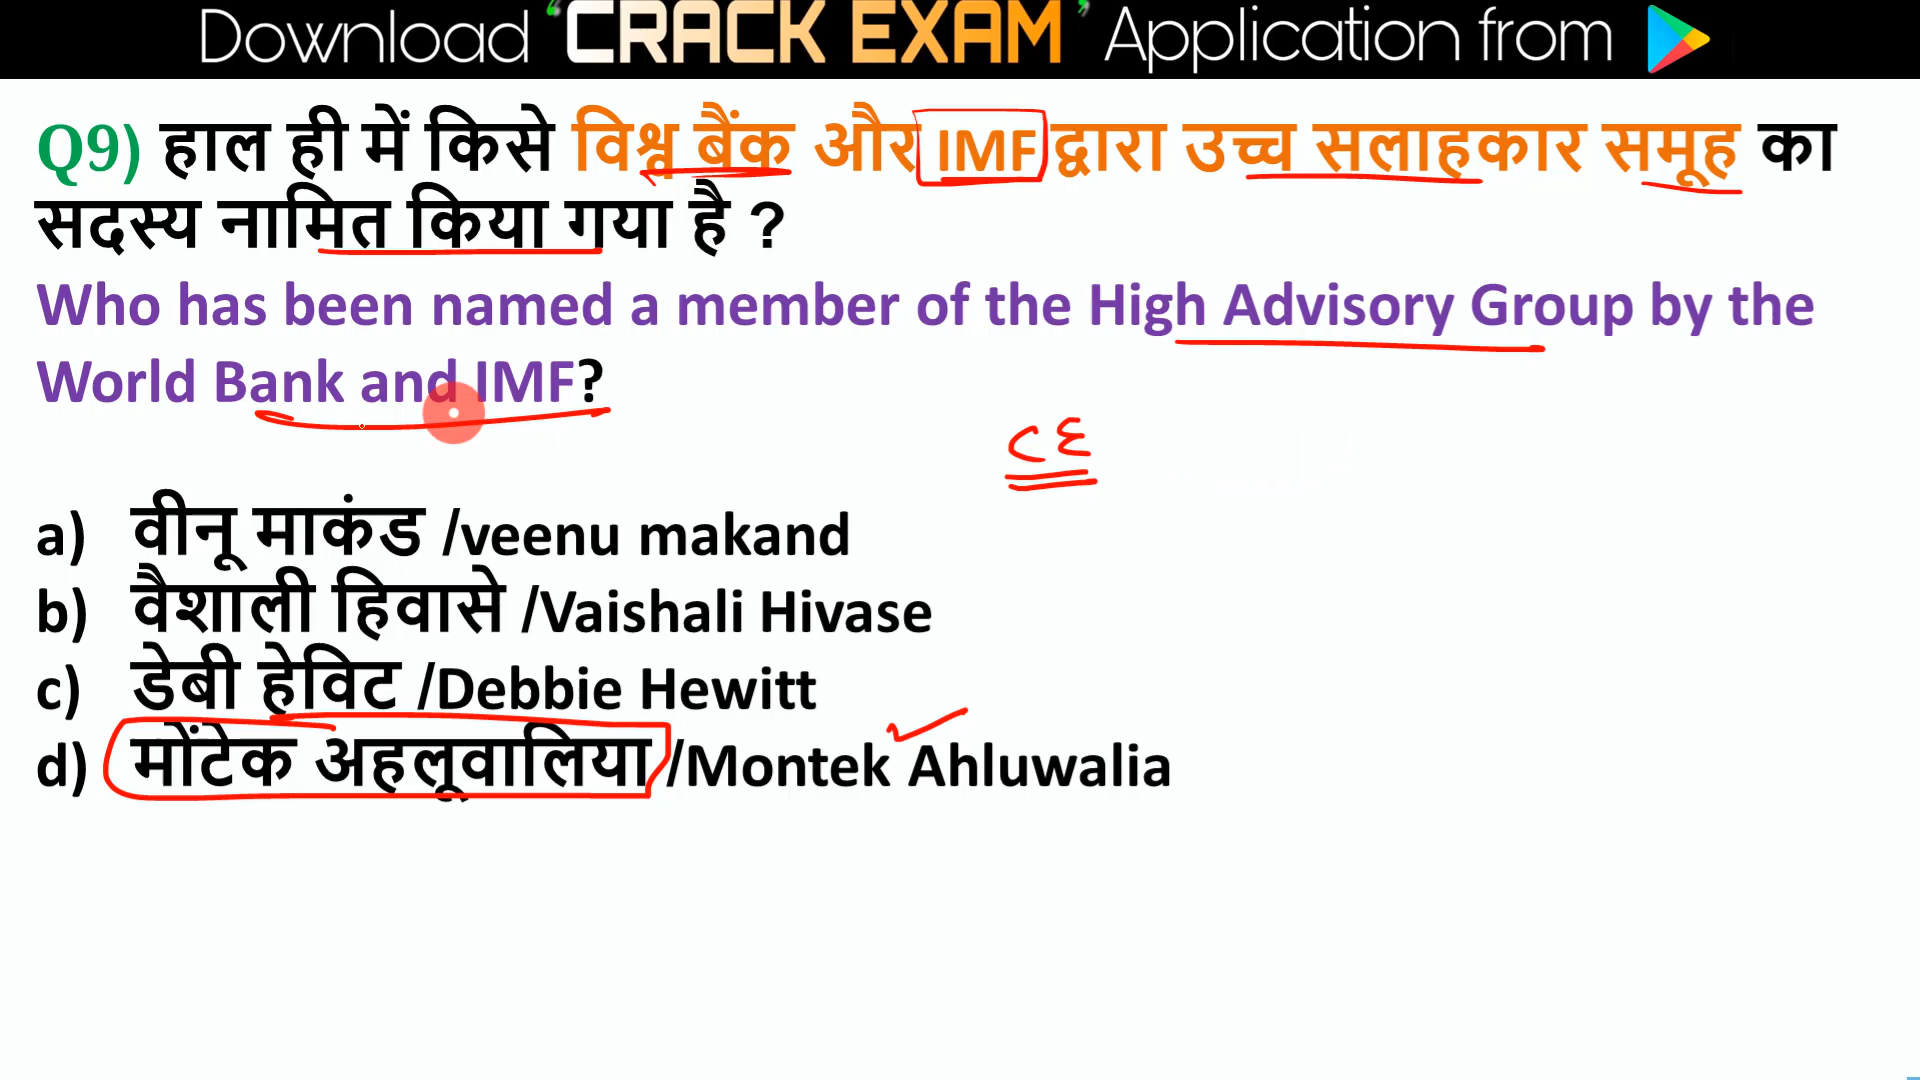 Download ‘CRACK EXAM’ Application from
Q9) हाल ही में किसे विश्व बैंक और IMF द्वारा उच्च सलाहकार समूह का
सदस्य नामित किया गया है ?
Who has been named a member of the High Advisory Group by the
World Bank and IMF?
CE
a) वीनू माकंड /veenu makand
b) वैशाली हिवासे /Vaishali Hivase
c) डेबी हेविट /Debbie Hewitt
d) मोंटेक अहलूवालिया /Montek Ahluwalia